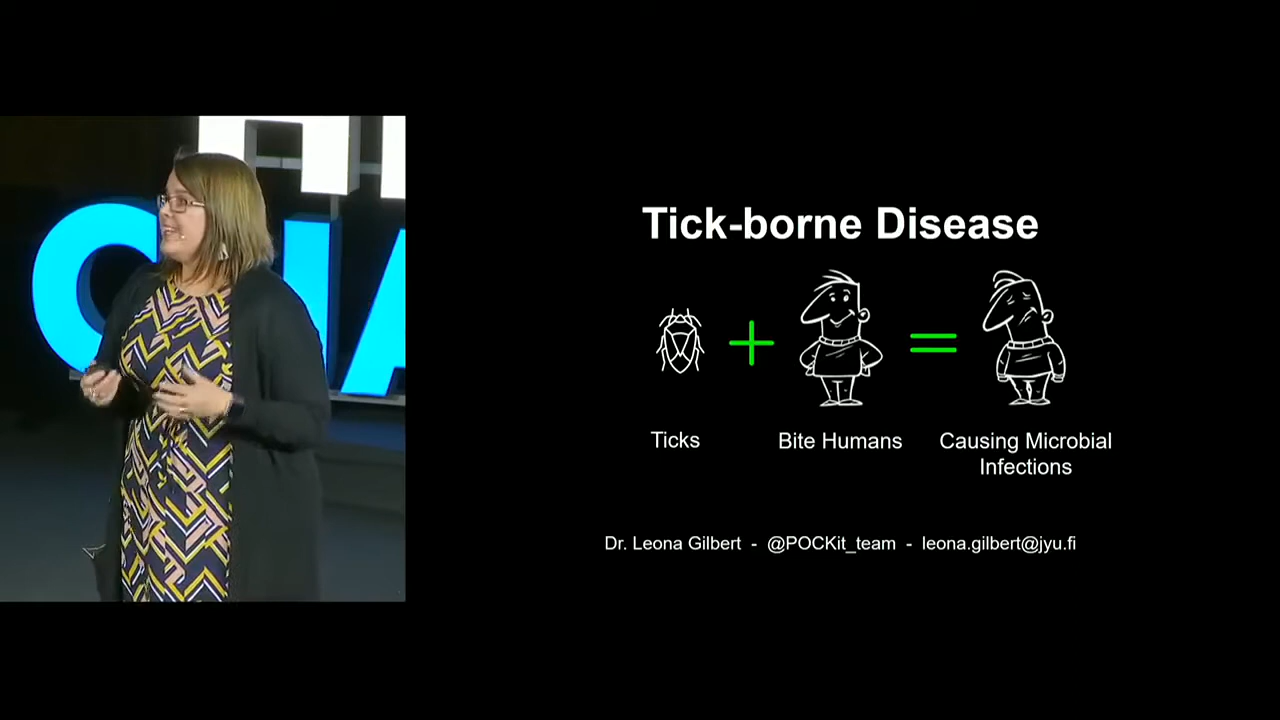 Tick-borne Disease
+
=
Ticks
Bite Humans
Causing Microbial
Infections
Dr. Leona Gilbert - @POCKit_team - leona.gilbert@jyu.fi